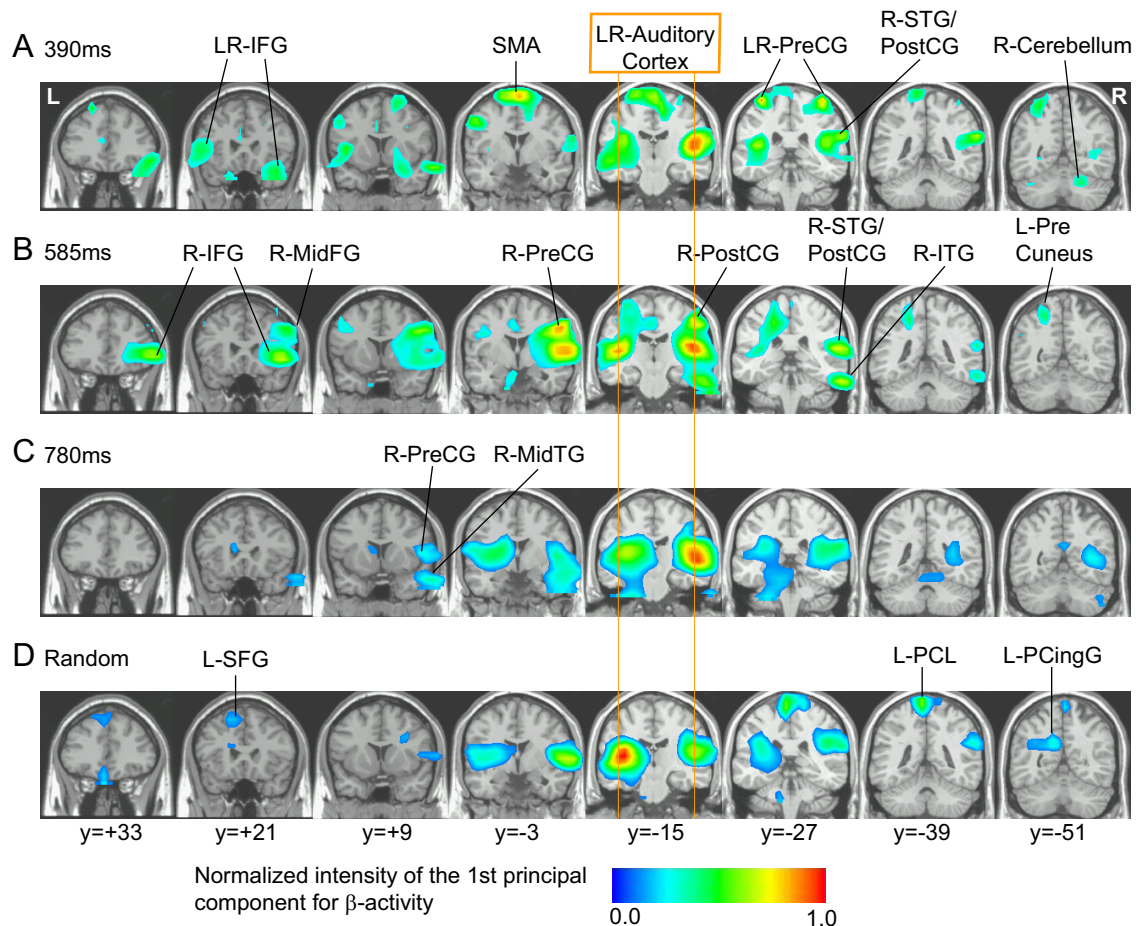 A 390ms
LR-IFG
SMA
LR-Auditory
Cortex
LR-PreCG
R-STG/
PostCG
R-Cerebellum
L
R
B 585ms
R-IFG
R-MidFG
R-PreCG
R-PostCG
R-STG/
PostCG
R-ITG
L-Pre
Cuneus
C 780ms
R-PreCG
R-MidTG
D Random
L-SFG
L-PCL
L-PCingG
y=+33 y=+21 y=+9 y=-3 y=-15 y=-27 y=-39 y=-51
Normalized intensity of the 1st principal
component for β-activity
0.0 1.0